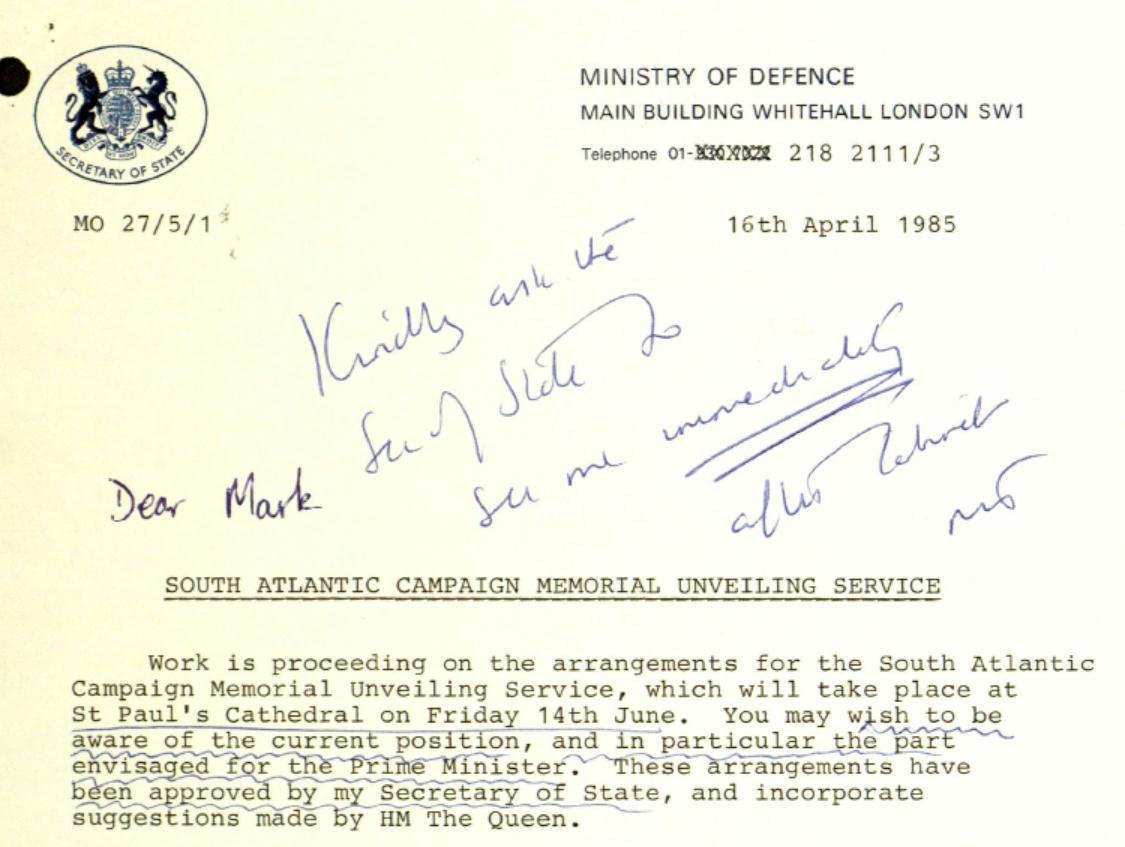 SECRETARY OF STATE
MINISTRY OF DEFENCE
MAIN BUILDING WHITEHALL LONDON SW1
Telephone 01-930 7022 218 2111/3
MO 27/5/1
16th April 1985
Kindly ask the
Sec of State to
see me immediately
after Cabinet
mt
Dear Mark
SOUTH ATLANTIC CAMPAIGN MEMORIAL UNVEILING SERVICE
Work is proceeding on the arrangements for the South Atlantic
Campaign Memorial Unveiling Service, which will take place at
St Paul's Cathedral on Friday 14th June. You may wish to be
aware of the current position, and in particular the part
envisaged for the Prime Minister. These arrangements have
been approved by my Secretary of State, and incorporate
suggestions made by HM The Queen.